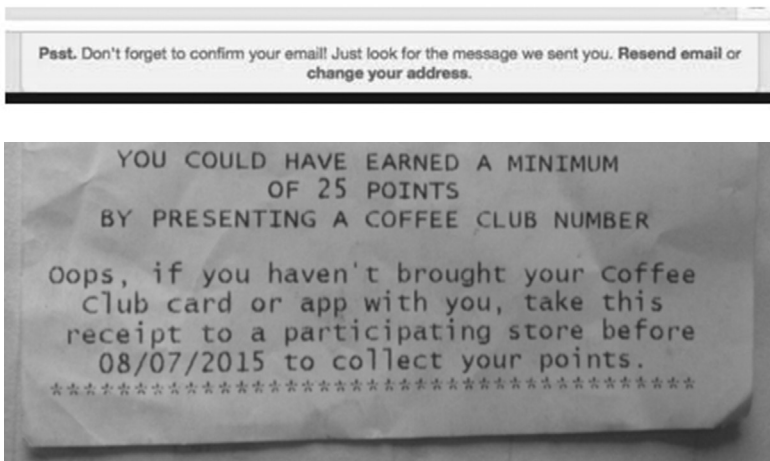 Psst. Don't forget to confirm your email! Just look for the message we sent you. Resend email or
change your address.
YOU COULD HAVE EARNED A MINIMUM
OF 25 POINTS
BY PRESENTING A COFFEE CLUB NUMBER
Oops, if you haven't brought your Coffee
Club card or app with you, take this
receipt to a participating store before
08/07/2015 to collect your points.
******************************************